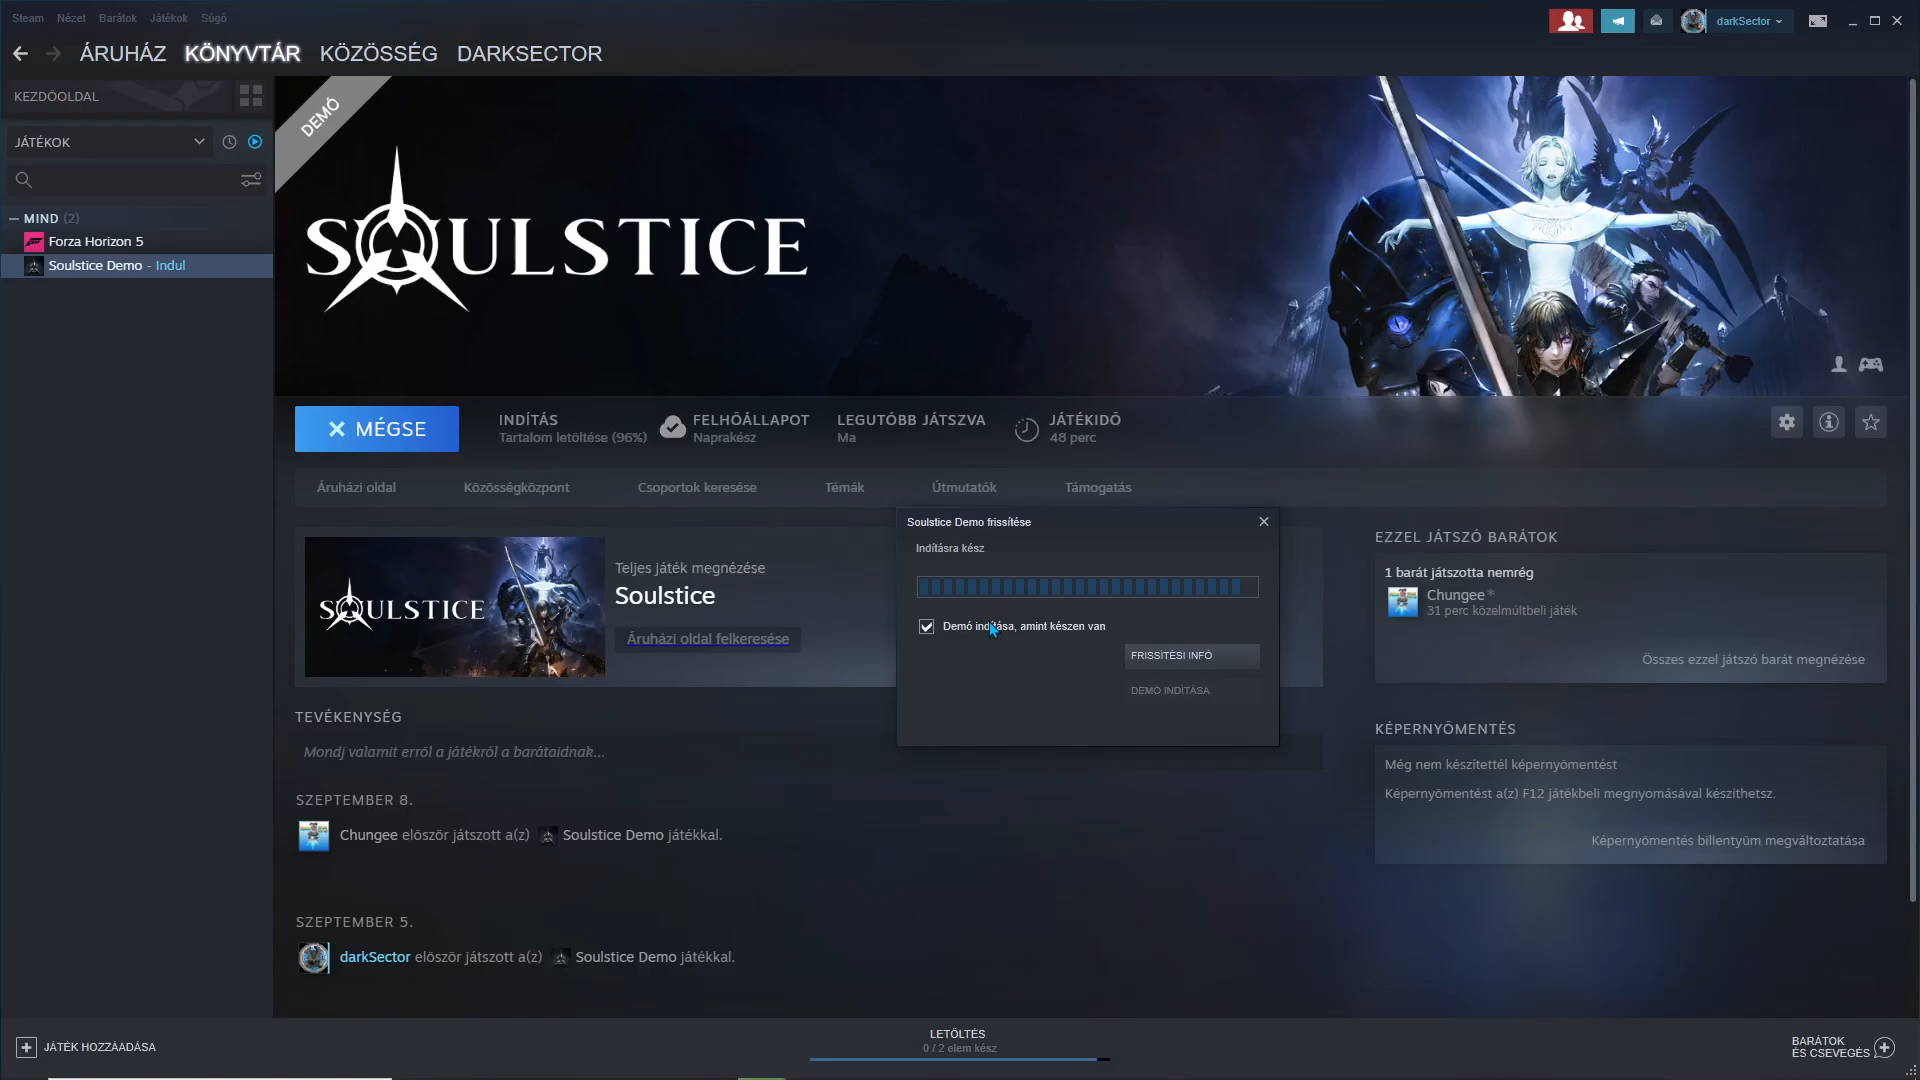 Steam Nézet Barátok Játékok Súgó
darkSector
ÁRUHÁZ KÖNYVTÁR KÖZÖSSÉG DARKSECTOR
KEZDŐOLDAL
JÁTÉKOK
MIND (2)
Forza Horizon 5
Soulstice Demo - Indul
DEMÓ
SOULSTICE
MÉGSE
INDÍTÁS
Tartalom letöltése (96%)
FELHŐÁLLAPOT
Naprakész
LEGUTÓBB JÁTSZVA
Ma
JÁTÉKIDŐ
48 perc
Áruházi oldal Közösségközpont Csoportok keresése Témák Útmutatók Támogatás
SOULSTICE
Teljes játék megnézése
Soulstice
Áruházi oldal felkeresése
Soulstice Demo frissítése
Indításra kész
Demó indítása, amint készen van
FRISSÍTÉSI INFÓ
DEMÓ INDÍTÁSA
EZZEL JÁTSZÓ BARÁTOK
1 barát játszotta nemrég
Chungee *
31 perc közelmúltbeli játék
Összes ezzel játszó barát megnézése
TEVÉKENYSÉG
Mondj valamit erről a játékről a barátaidnak...
SZEPTEMBER 8.
Chungee először játszott a(z) Soulstice Demo játékkal.
SZEPTEMBER 5.
darkSector először játszott a(z) Soulstice Demo játékkal.
KÉPERNYŐMENTÉS
Még nem készítettél képernyőmentést
Képernyőmentést a(z) F12 játékbeli megnyomásával készíthetsz.
Képernyőmentés billentyűm megváltoztatása
JÁTÉK HOZZÁADÁSA
LETÖLTÉS
0 / 2 elem kész
BARÁTOK
ÉS CSEVEGÉS